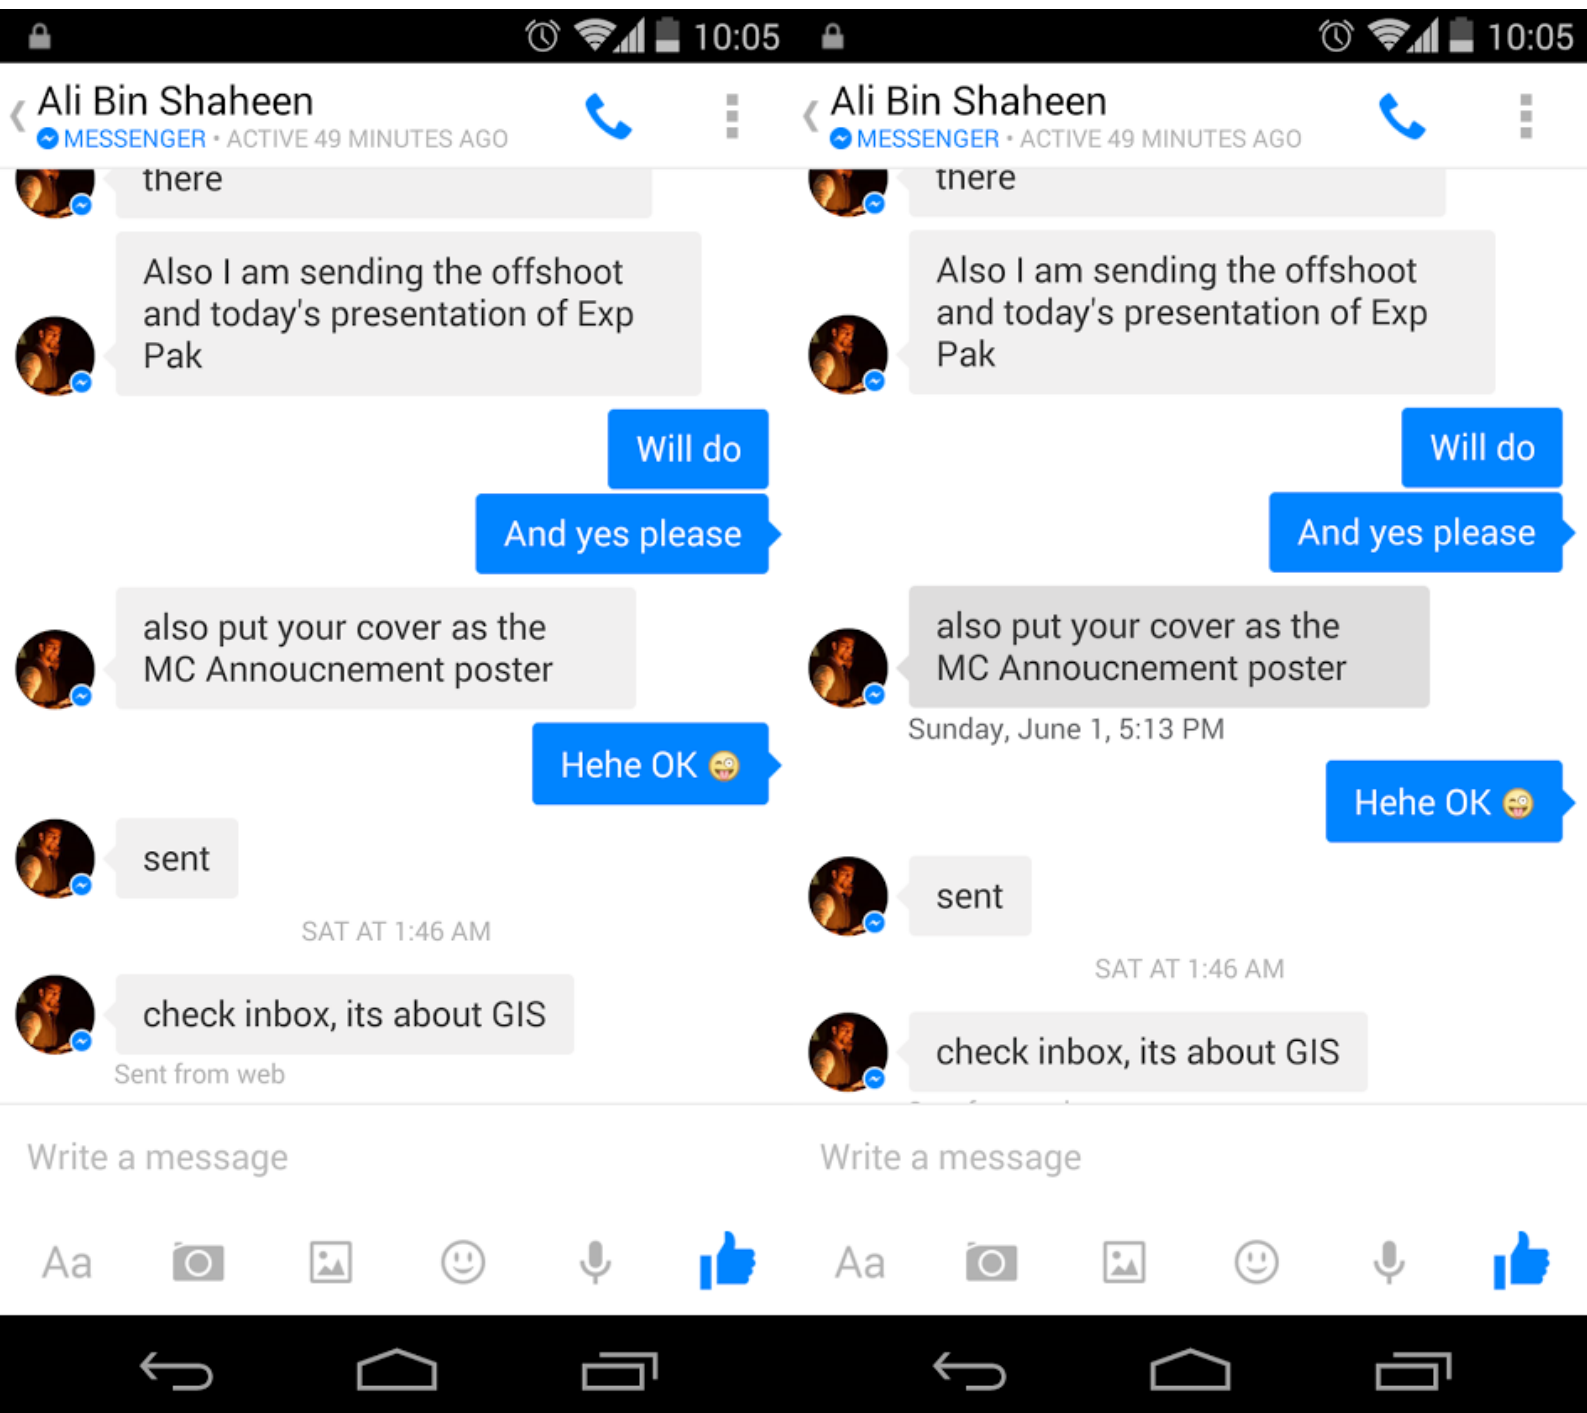 10:05
Ali Bin Shaheen
MESSENGER • ACTIVE 49 MINUTES AGO
there
Also I am sending the offshoot
and today's presentation of Exp
Pak
Will do
And yes please
also put your cover as the
MC Annoucnement poster
Hehe OK 😜
sent
SAT AT 1:46 AM
check inbox, its about GIS
Sent from web
Write a message
Aa
10:05
Ali Bin Shaheen
MESSENGER • ACTIVE 49 MINUTES AGO
there
Also I am sending the offshoot
and today's presentation of Exp
Pak
Will do
And yes please
also put your cover as the
MC Annoucnement poster
Sunday, June 1, 5:13 PM
Hehe OK 😜
sent
SAT AT 1:46 AM
check inbox, its about GIS
Write a message
Aa